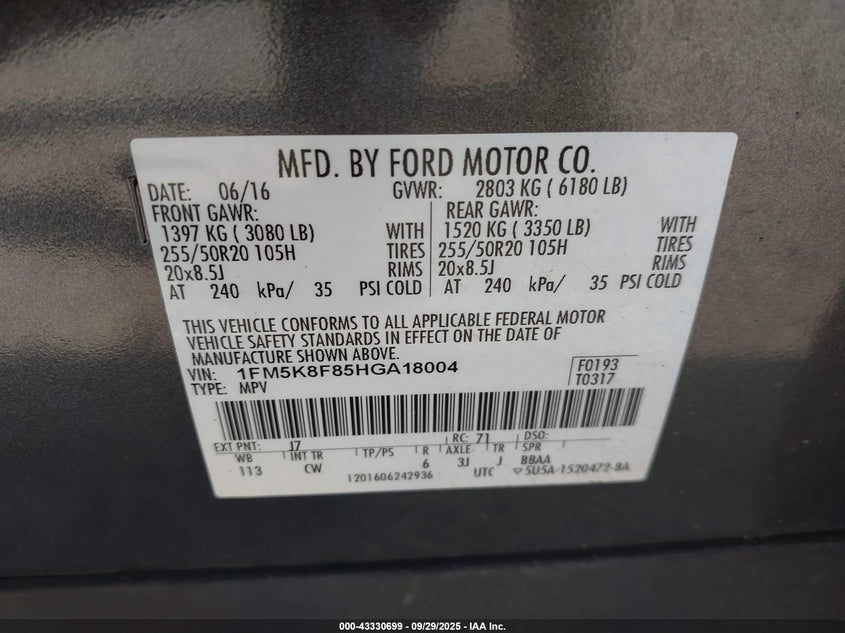 MFD. BY FORD MOTOR CO.
DATE: 06/16 GVWR: 2803 KG ( 6180 LB)
FRONT GAWR: REAR GAWR:
1397 KG ( 3080 LB) WITH 1520 KG ( 3350 LB) WITH
255/50R20 105H TIRES 255/50R20 105H TIRES
20x8.5J RIMS 20x8.5J RIMS
AT 240 kPa/ 35 PSI COLD AT 240 kPa/ 35 PSI COLD
THIS VEHICLE CONFORMS TO ALL APPLICABLE FEDERAL MOTOR
VEHICLE SAFETY STANDARDS IN EFFECT ON THE DATE OF
MANUFACTURE SHOWN ABOVE.
VIN: 1FM5K8F85HGA18004 F0193
TYPE: MPV T0317
EXT PNT: J7 RC: 71 DSO:
WB INT TR TP/PS R AXLE TR SPR
113 CW 6 3J J BBAA
1201606242936 UTC ▽5U5A-1520472-BA
000-43330699 - 09/29/2025 - IAA Inc.